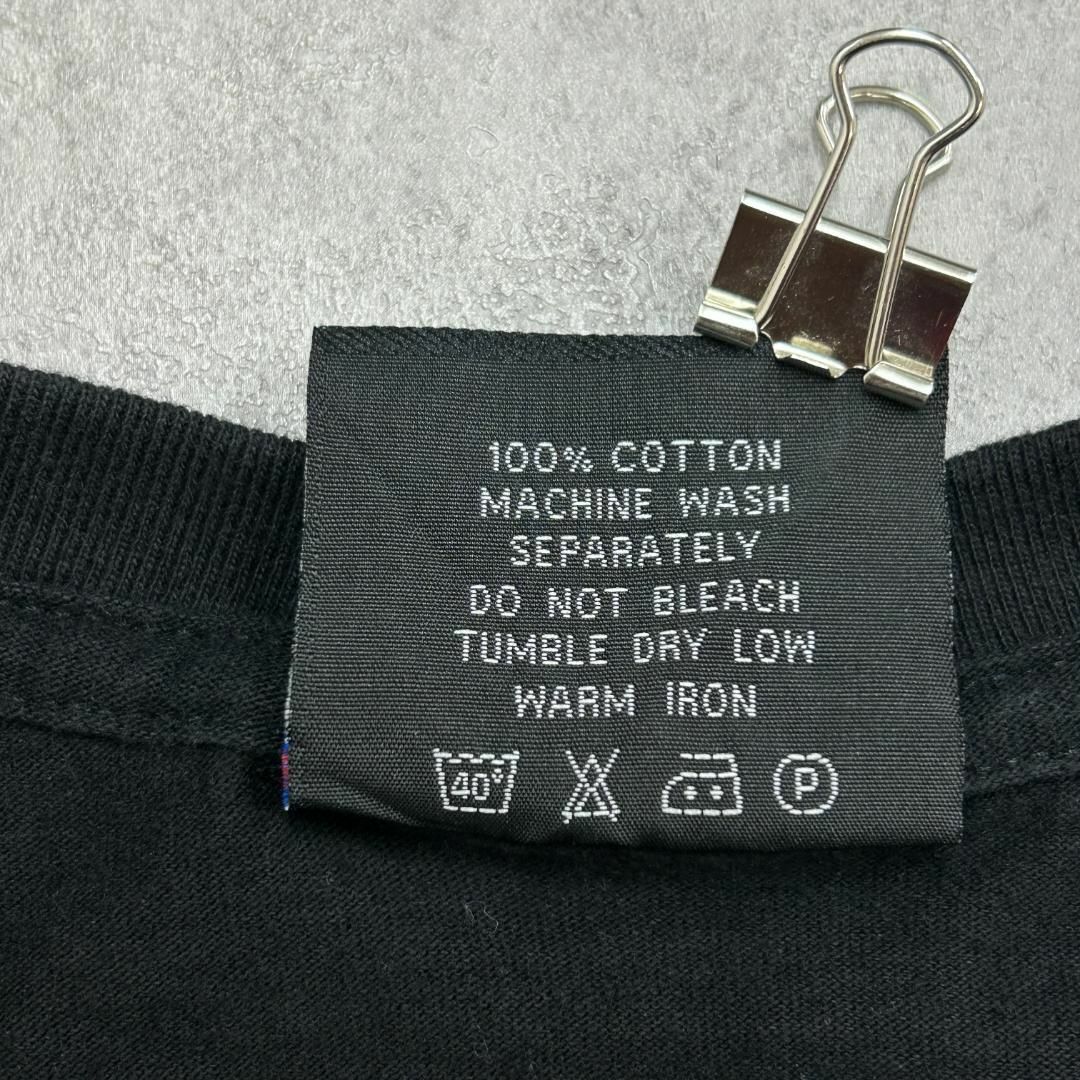 100% COTTON
MACHINE WASH
SEPARATELY
DO NOT BLEACH
TUMBLE DRY LOW
WARM IRON
40° P